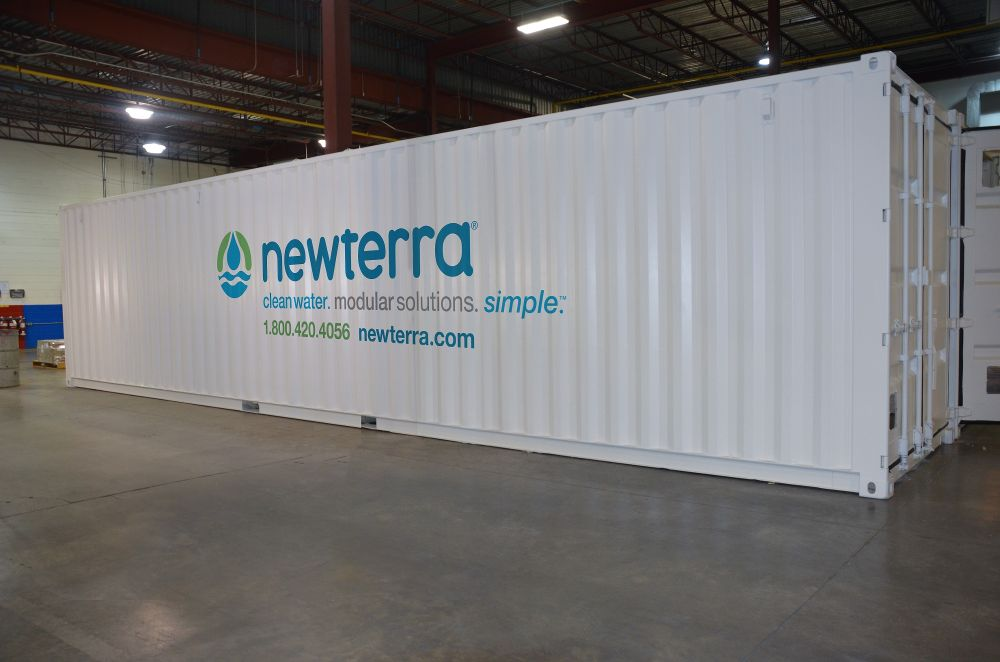 newterra®
clean water. modular solutions. simple.™
1.800.420.4056 newterra.com